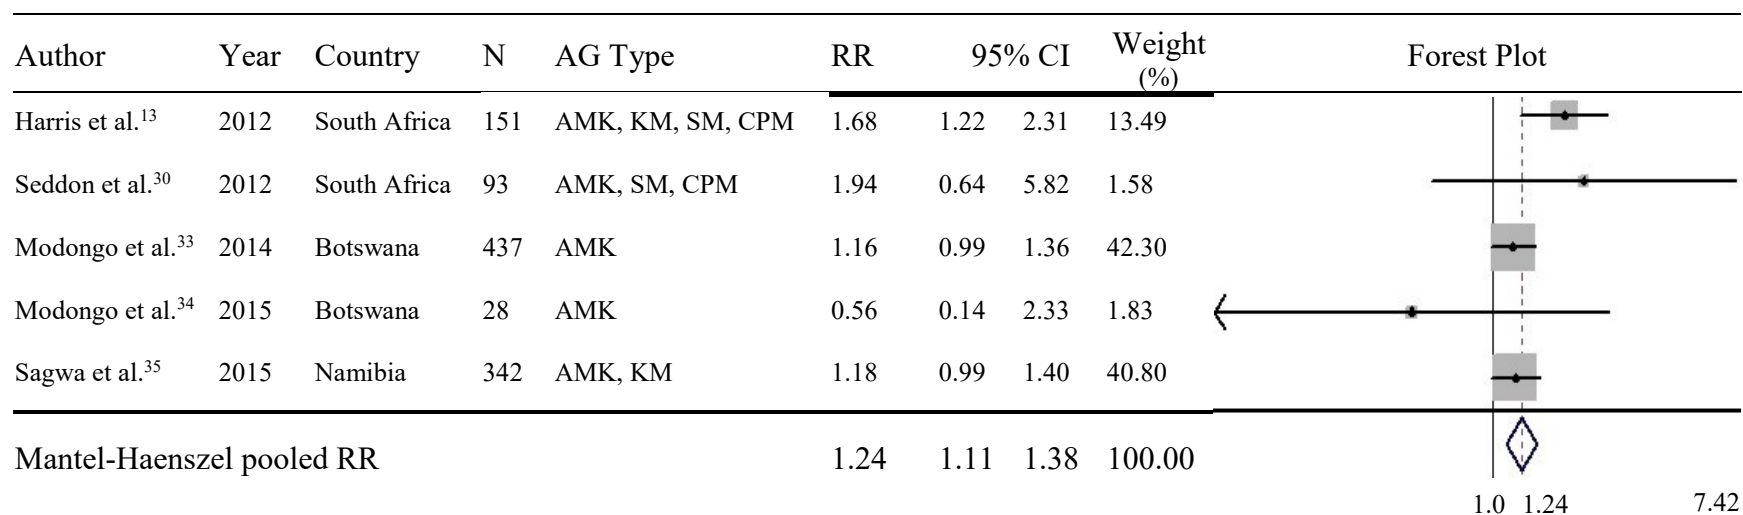 Author Year Country N AG Type RR 95% CI Weight (%) Forest Plot
Harris et al.13 2012 South Africa 151 AMK, KM, SM, CPM 1.68 1.22 2.31 13.49
Seddon et al.30 2012 South Africa 93 AMK, SM, CPM 1.94 0.64 5.82 1.58
Modongo et al.33 2014 Botswana 437 AMK 1.16 0.99 1.36 42.30
Modongo et al.34 2015 Botswana 28 AMK 0.56 0.14 2.33 1.83
Sagwa et al.35 2015 Namibia 342 AMK, KM 1.18 0.99 1.40 40.80
Mantel-Haenszel pooled RR 1.24 1.11 1.38 100.00
1.0 1.24 7.42